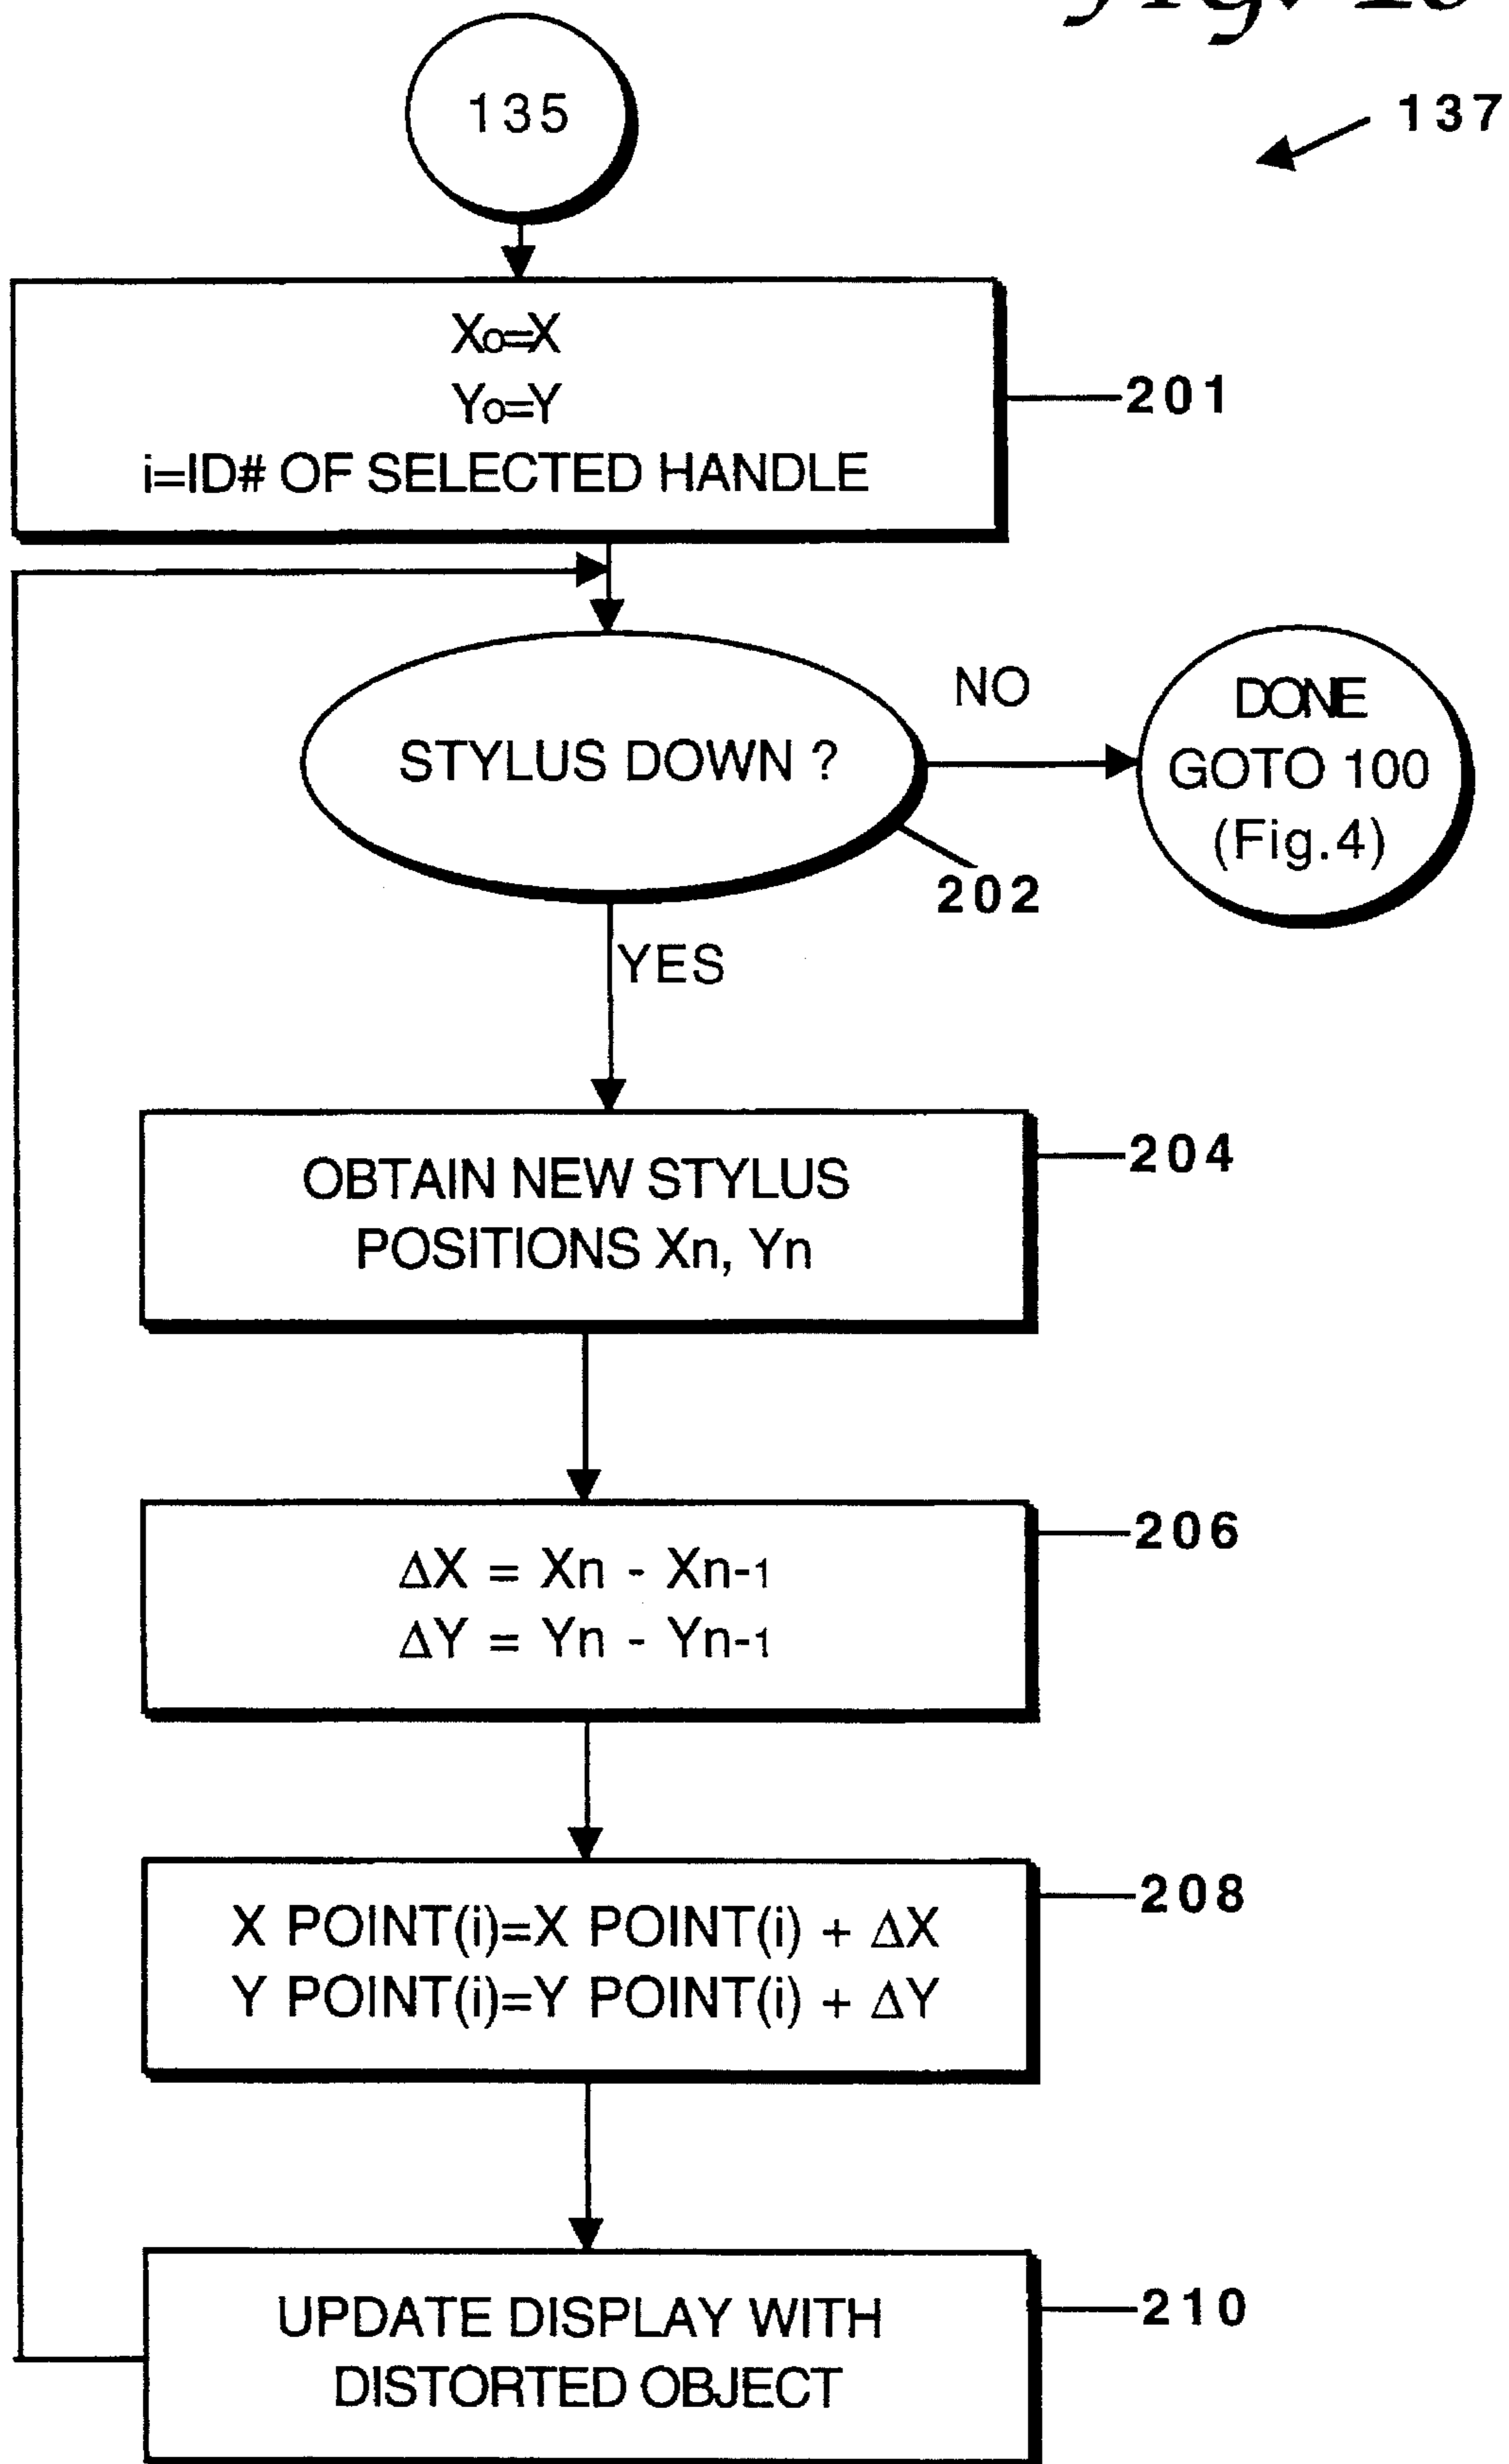 Fig.
135
137
Xo=X
Yo=Y
i=ID# OF SELECTED HANDLE
201
STYLUS DOWN ?
NO
DONE
GOTO 100
(Fig.4)
202
YES
OBTAIN NEW STYLUS
POSITIONS Xn, Yn
204
ΔX = Xn - Xn-1
ΔY = Yn - Yn-1
206
X POINT(i)=X POINT(i) + ΔX
Y POINT(i)=Y POINT(i) + ΔY
208
UPDATE DISPLAY WITH
DISTORTED OBJECT
210